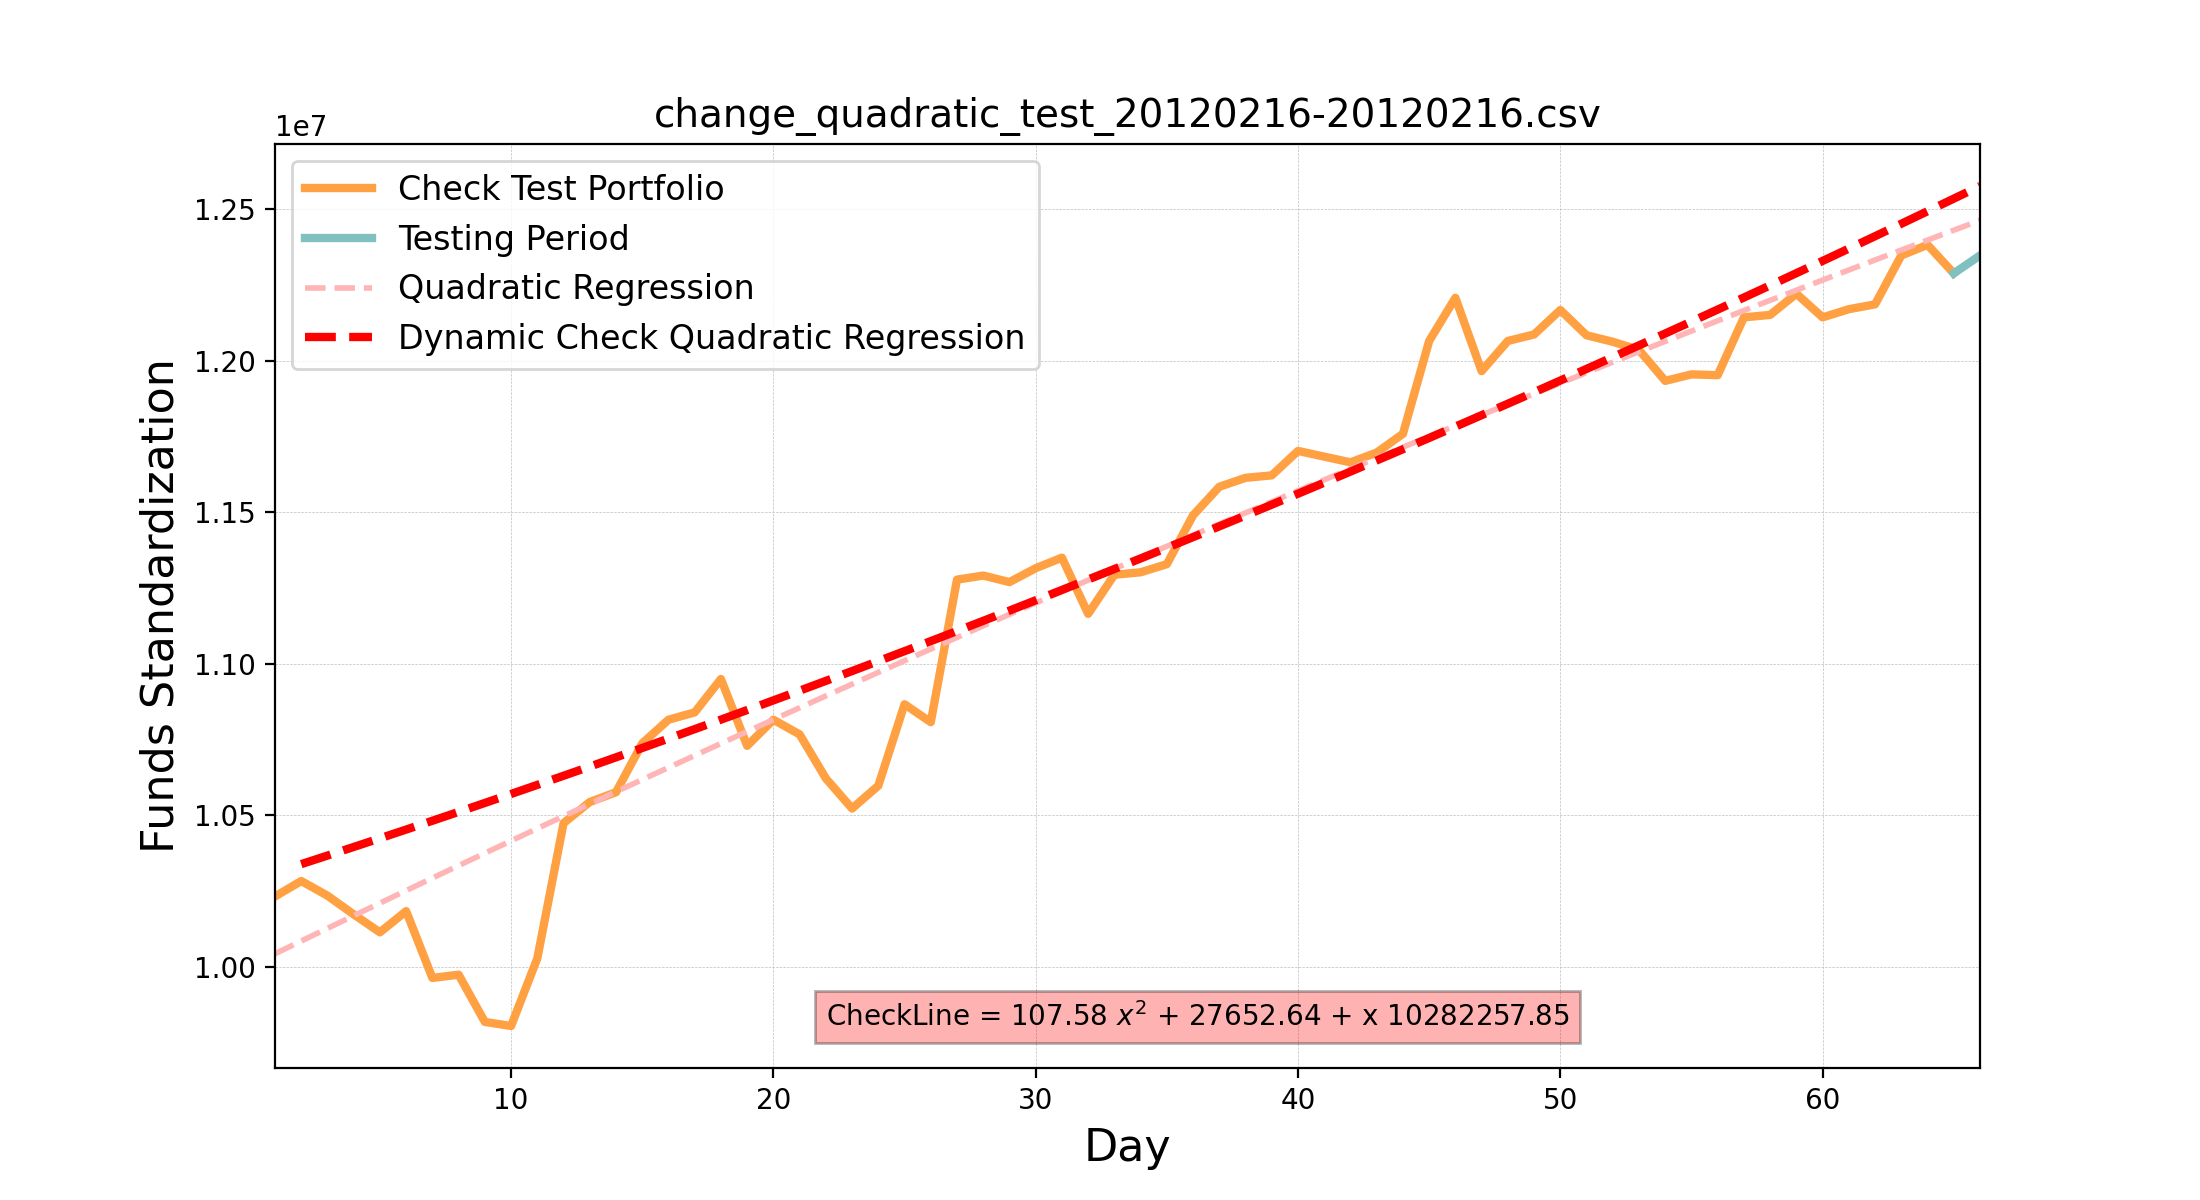 change_quadratic_test_20120216-20120216.csv
1e7
Check Test Portfolio
Testing Period
Quadratic Regression
Dynamic Check Quadratic Regression
1.25
1.20
1.15
1.10
1.05
1.00
Funds Standardization
CheckLine = 107.58 x² + 27652.64 + x 10282257.85
10 20 30 40 50 60
Day